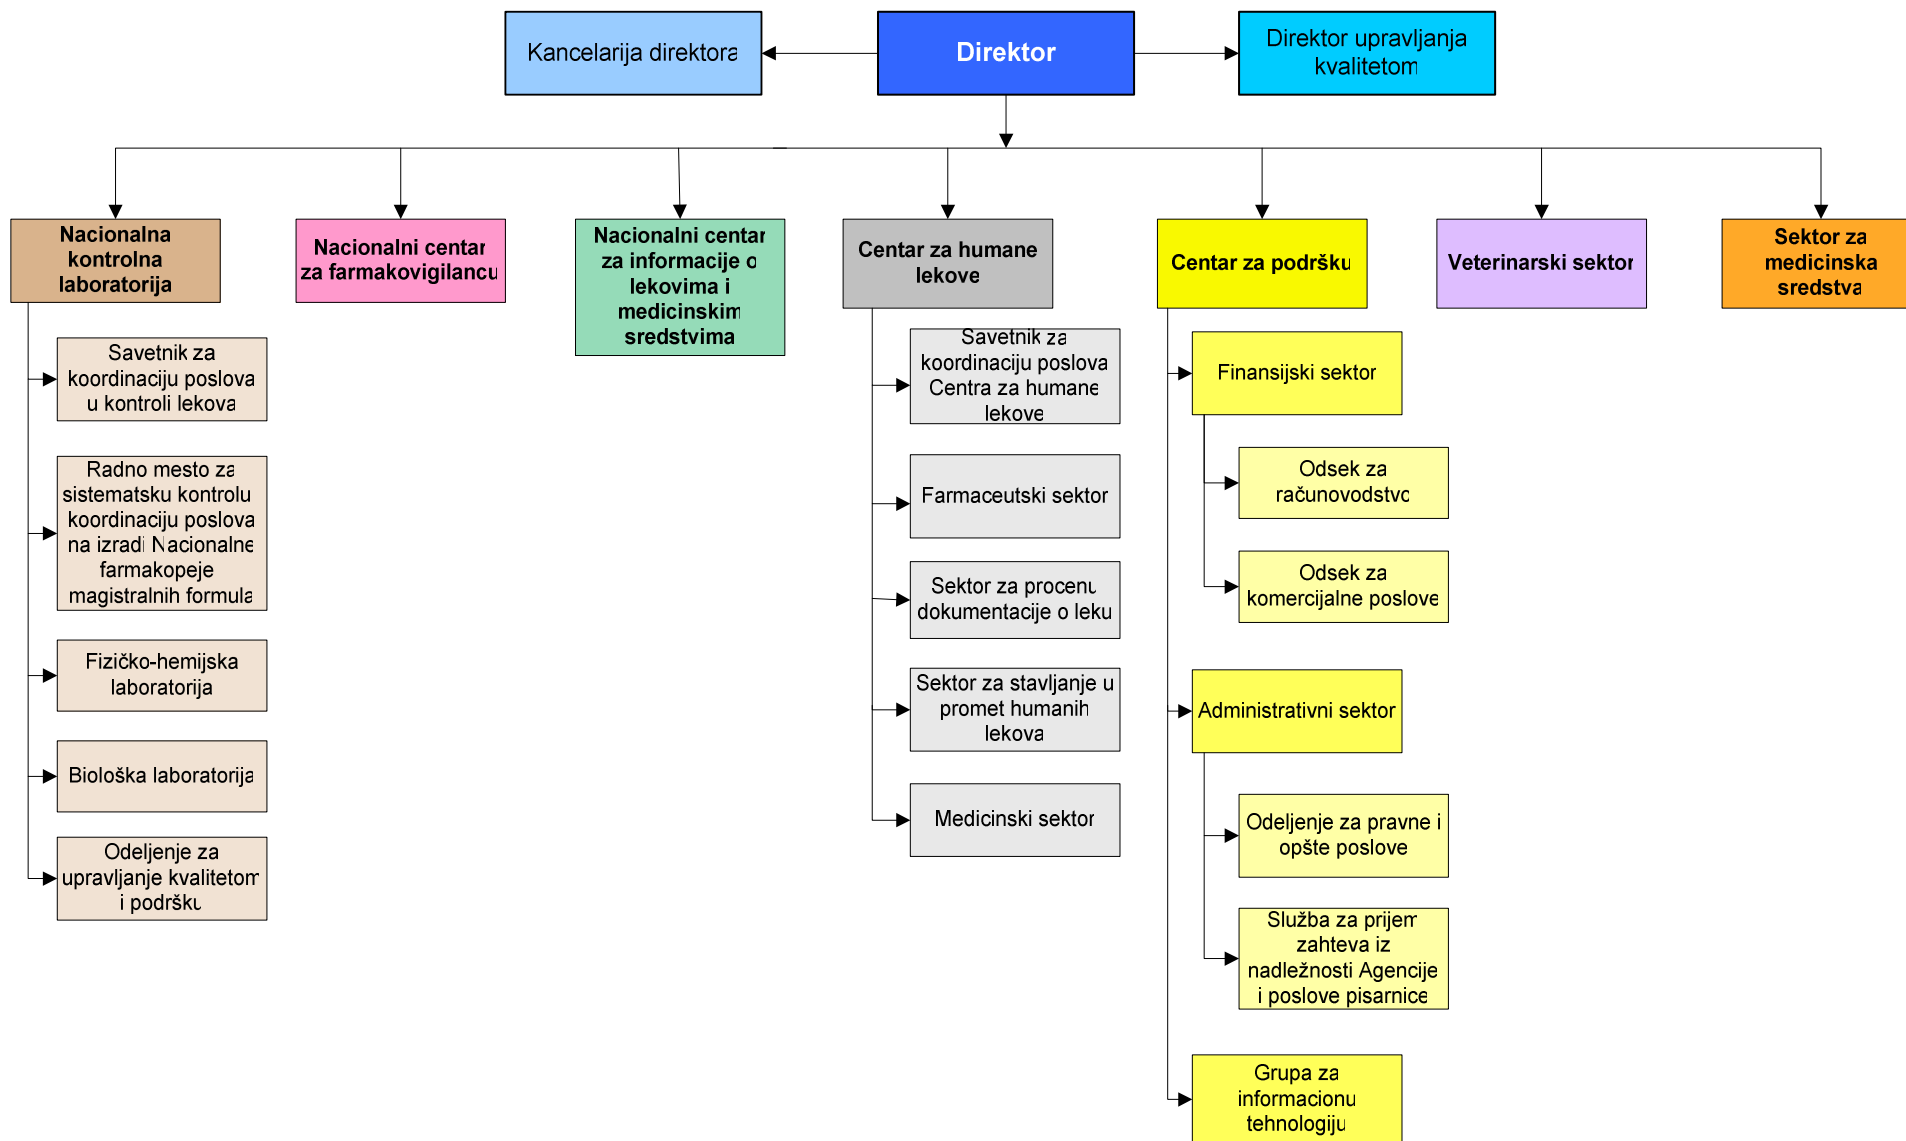 Kancelarija direktora
Direktor
Direktor upravljanja
kvalitetom
Nacionalna
kontrolna
laboratorija
Nacionalni centar
za farmakovigilancu
Nacionalni centar
za informacije o
lekovima i
medicinskim
sredstvima
Centar za humane
lekove
Centar za podršku
Veterinarski sektor
Sektor za
medicinska
sredstva
Savetnik za
koordinaciju poslova
u kontroli lekova
Radno mesto za
sistematsku kontrolu
koordinaciju poslova
na izradi Nacionalne
farmakopeje
magistralnih formula
Fizičko-hemijska
laboratorija
Biološka laboratorija
Odeljenje za
upravljanje kvalitetom
i podršku
Savetnik za
koordinaciju poslova
Centra za humane
lekove
Farmaceutski sektor
Sektor za procenu
dokumentacije o leku
Sektor za stavljanje u
promet humanih
lekova
Medicinski sektor
Finansijski sektor
Odsek za
računovodstvo
Odsek za
komercijalne poslove
Administrativni sektor
Odeljenje za pravne i
opšte poslove
Služba za prijem
zahteva iz
nadležnosti Agencije
i poslove pisarnice
Grupa za
informacionu
tehnologiju